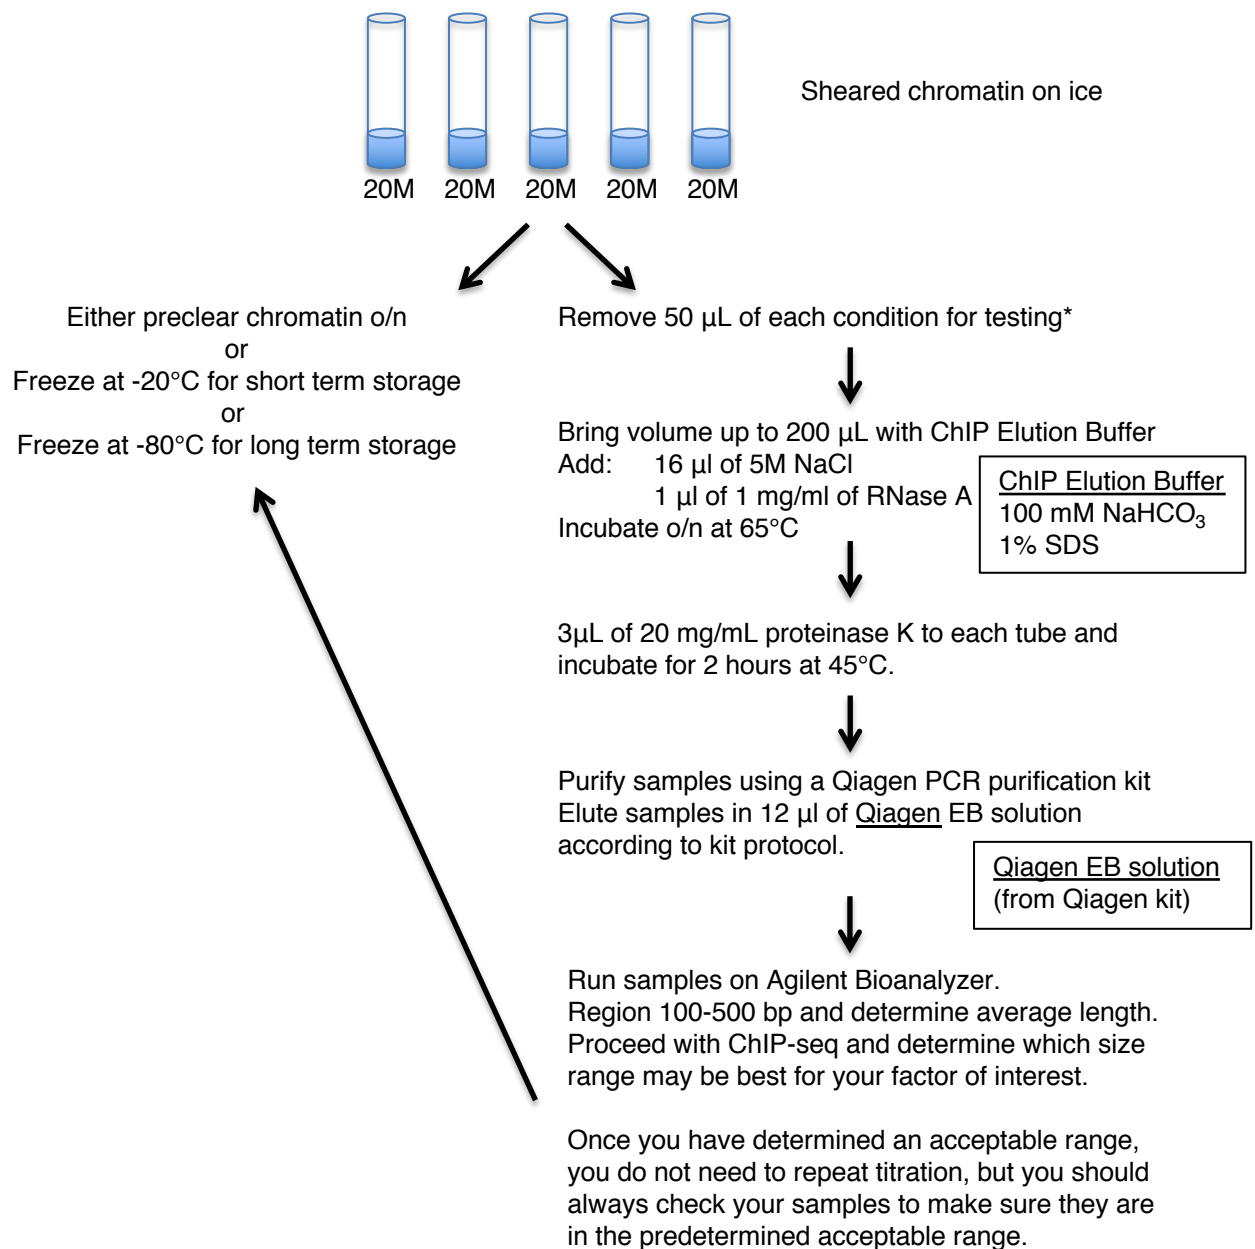 Sheared chromatin on ice
20M 20M 20M 20M 20M
Either preclear chromatin o/n
or
Freeze at -20°C for short term storage
or
Freeze at -80°C for long term storage
Remove 50 µL of each condition for testing*
Bring volume up to 200 µL with ChIP Elution Buffer
Add: 16 µl of 5M NaCl
1 µl of 1 mg/ml of RNase A
Incubate o/n at 65°C
ChIP Elution Buffer
100 mM NaHCO₃
1% SDS
3µL of 20 mg/mL proteinase K to each tube and
incubate for 2 hours at 45°C.
Purify samples using a Qiagen PCR purification kit
Elute samples in 12 µl of Qiagen EB solution
according to kit protocol.
Qiagen EB solution
(from Qiagen kit)
Run samples on Agilent Bioanalyzer.
Region 100-500 bp and determine average length.
Proceed with ChIP-seq and determine which size
range may be best for your factor of interest.
Once you have determined an acceptable range,
you do not need to repeat titration, but you should
always check your samples to make sure they are
in the predetermined acceptable range.